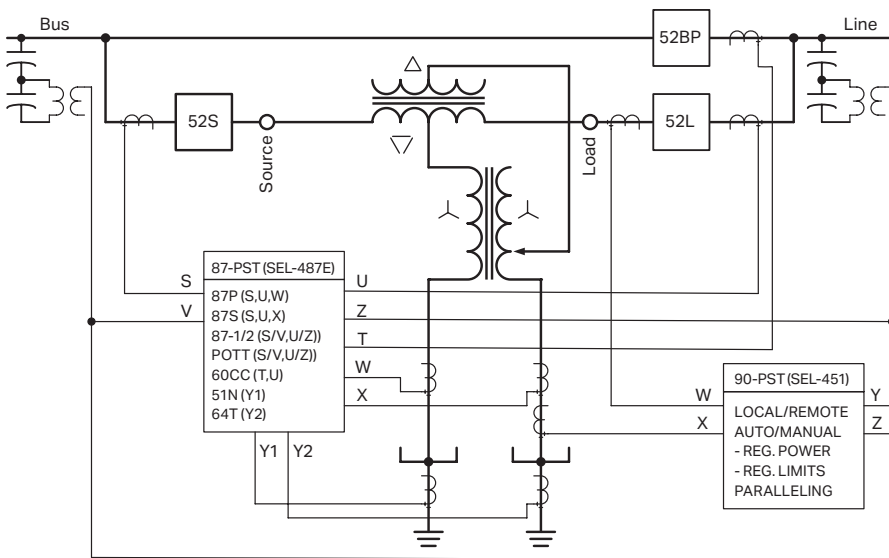 Bus
52BP
Line
52S
Source
Load
52L
87-PST (SEL-487E)
S
V
87P (S,U,W)
87S (S,U,X)
87-1/2 (S/V,U/Z))
POTT (S/V,U/Z))
60CC (T,U)
51N (Y1)
64T (Y2)
U
Z
T
W
X
Y1
Y2
90-PST (SEL-451)
W
X
LOCAL/REMOTE
AUTO/MANUAL
- REG. POWER
- REG. LIMITS
PARALLELING
Y
Z